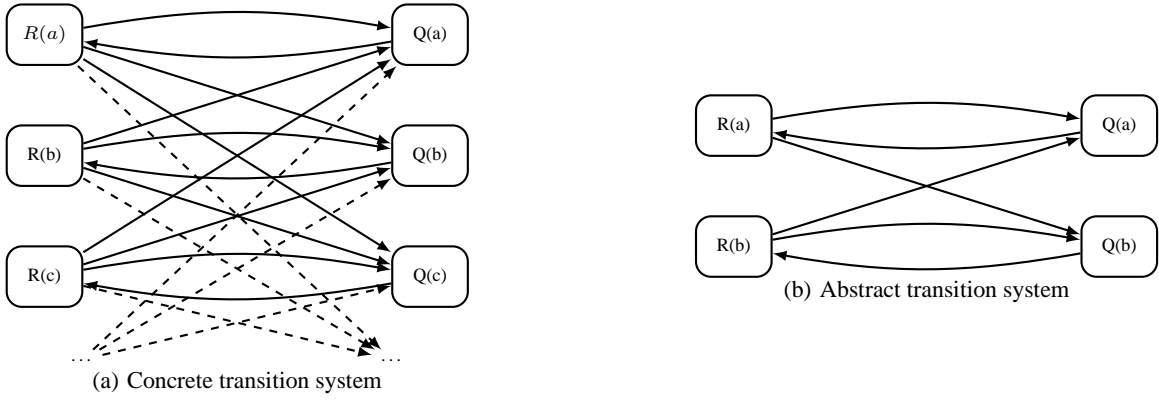 R(a)
Q(a)
R(b)
Q(b)
R(c)
Q(c)
...
...
(a) Concrete transition system
R(a)
Q(a)
R(b)
Q(b)
(b) Abstract transition system